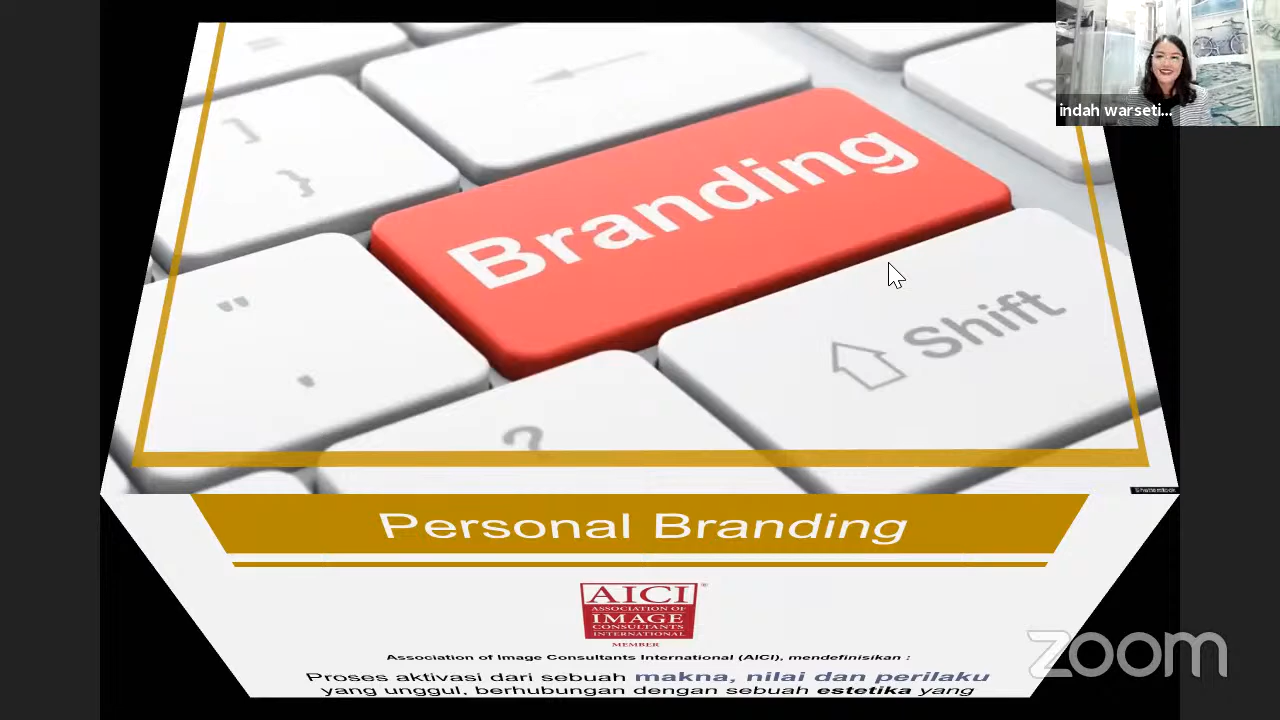 indah warseti...
]
}
Branding
"
'
Shift
?
Personal Branding
AICI
®
ASSOCIATION OF
IMAGE
CONSULTANTS
INTERNATIONAL
MEMBER
Association of Image Consultants International (AICI), mendefinisikan :
Proses aktivasi dari sebuah makna, nilai dan perilaku
yang unggul, berhubungan dengan sebuah estetika yang
zoom